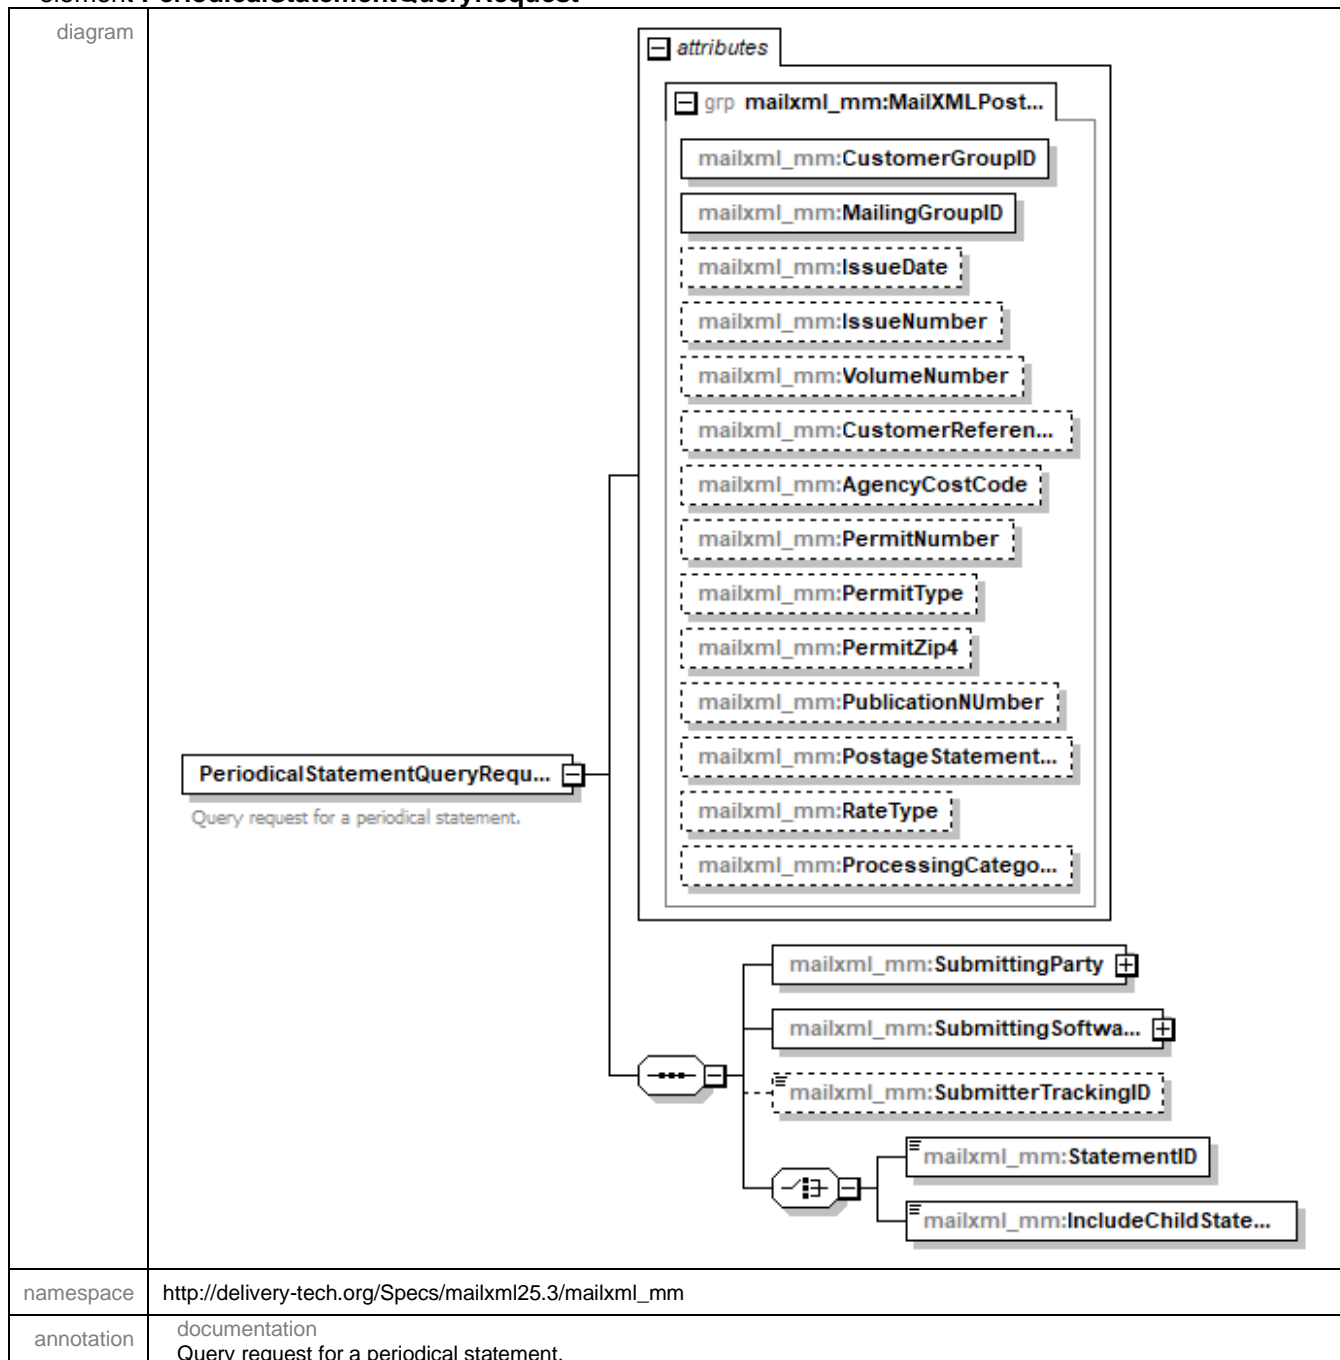 element PeriodicalStatementQueryRequest
diagram
attributes
grp mailxml_mm:MailXMLPost...
mailxml_mm:CustomerGroupID
mailxml_mm:MailingGroupID
mailxml_mm:IssueDate
mailxml_mm:IssueNumber
mailxml_mm:VolumeNumber
mailxml_mm:CustomerReferen...
mailxml_mm:AgencyCostCode
mailxml_mm:PermitNumber
mailxml_mm:PermitType
mailxml_mm:PermitZip4
mailxml_mm:PublicationNUmber
mailxml_mm:PostageStatement...
mailxml_mm:RateType
mailxml_mm:ProcessingCatego...
PeriodicalStatementQueryRequ...
Query request for a periodical statement.
mailxml_mm:SubmittingParty
mailxml_mm:SubmittingSoftwa...
mailxml_mm:SubmitterTrackingID
mailxml_mm:StatementID
mailxml_mm:IncludeChildState...
namespace
http://delivery-tech.org/Specs/mailxml25.3/mailxml_mm
annotation
documentation
Query request for a periodical statement.